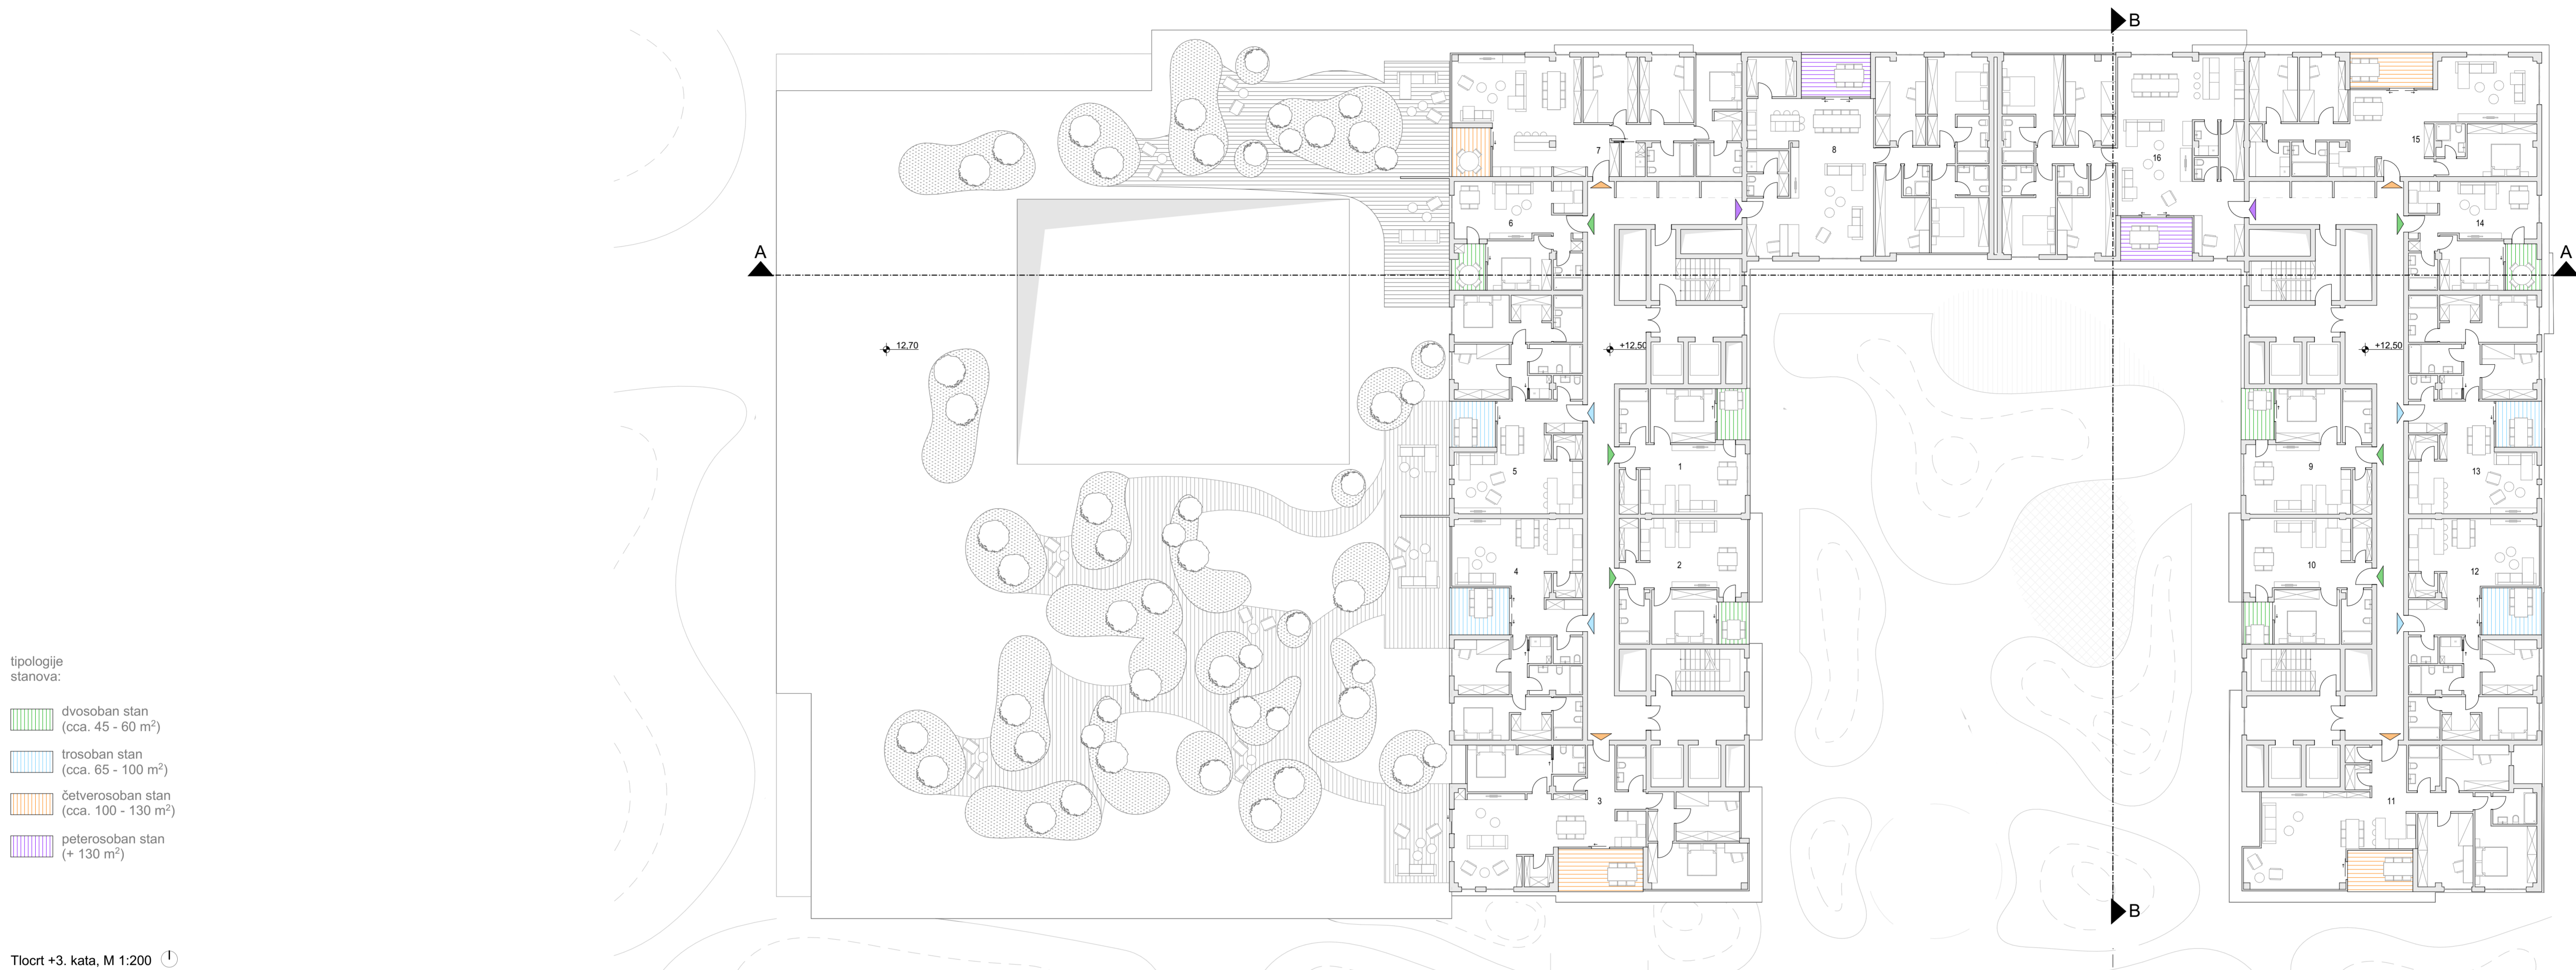 B
7
8
16
15
6
14
A
A
12,70
+12,50
+12,50
5
1
9
13
4
2
10
12
tipologije
stanova:
dvosoban stan
(cca. 45 - 60 m²)
trosoban stan
(cca. 65 - 100 m²)
četverosoban stan
(cca. 100 - 130 m²)
peterosoban stan
(+ 130 m²)
3
11
B
Tlocrt +3. kata, M 1:200